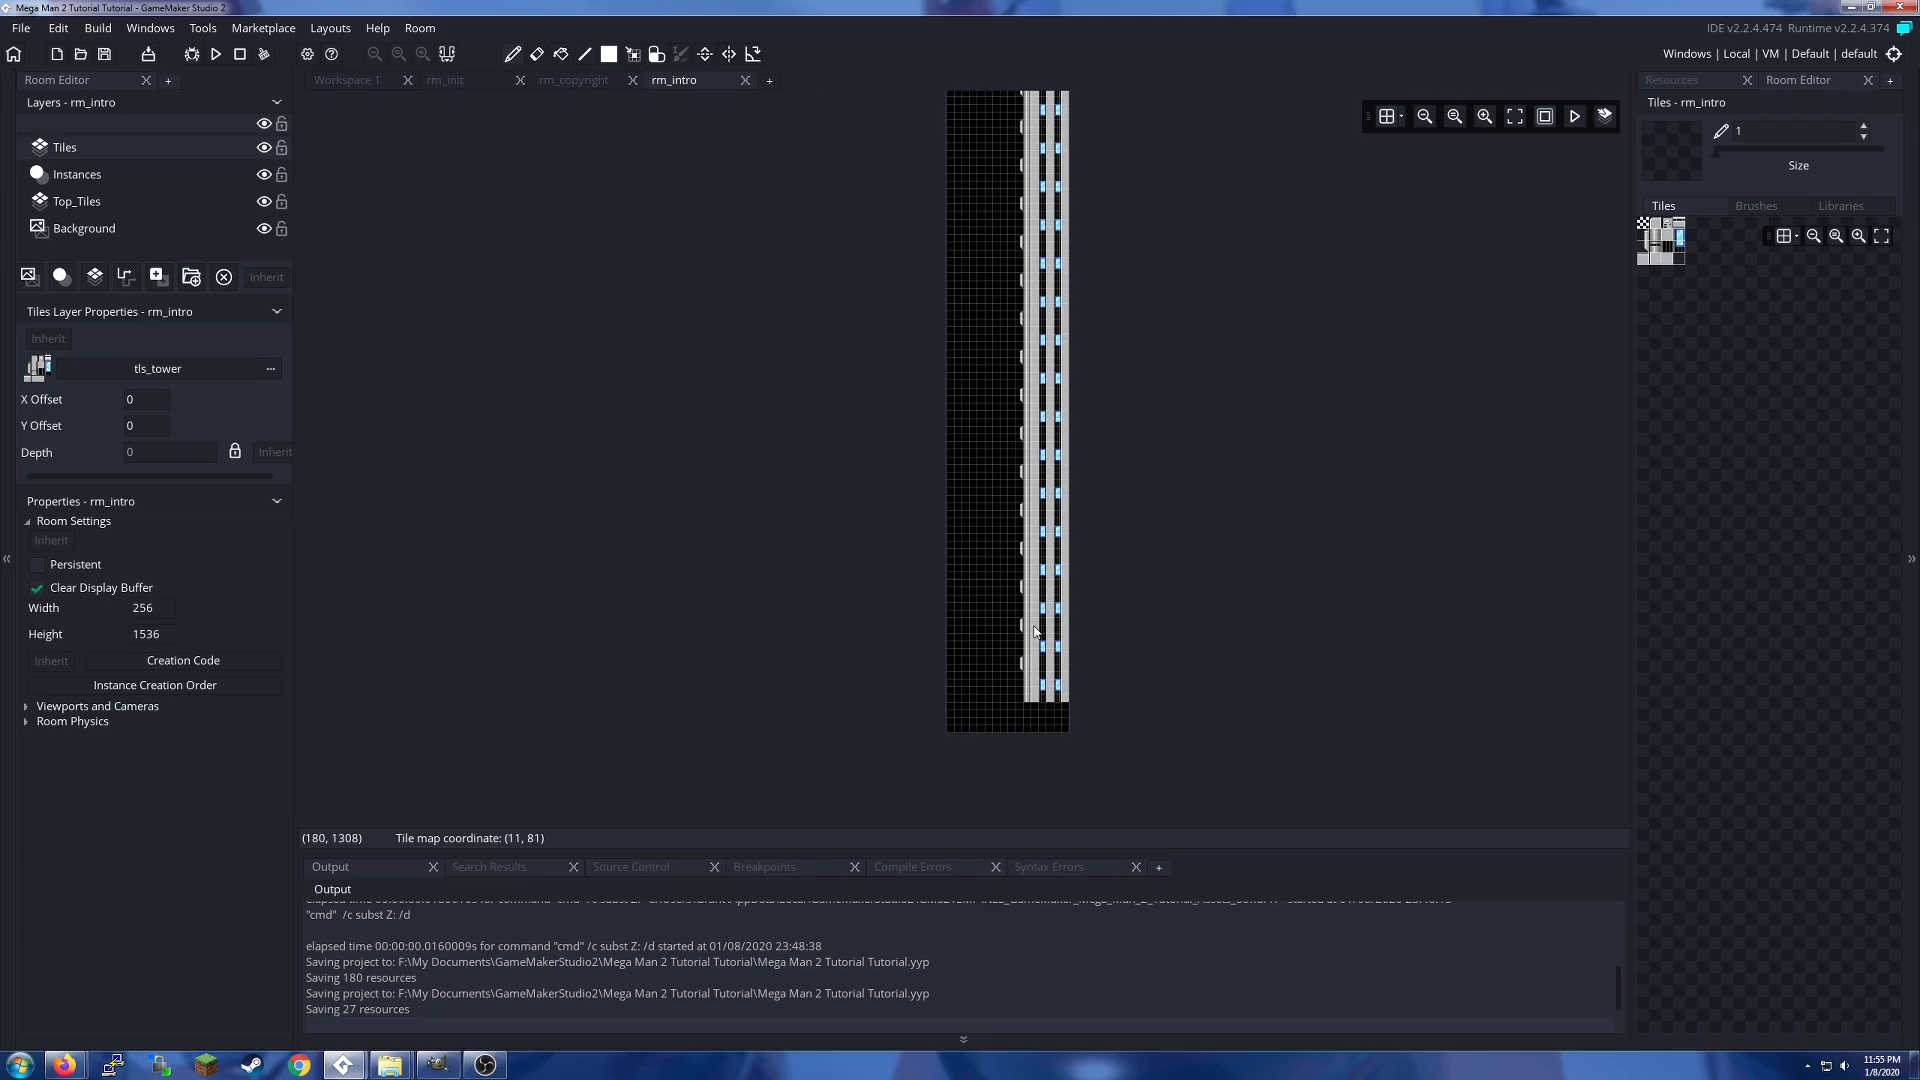 Mega Man 2 Tutorial Tutorial - GameMaker Studio 2
File Edit Build Windows Tools Marketplace Layouts Help Room
IDE v2.2.4.474 Runtime v2.2.4.374
Windows | Local | VM | Default | default
Room Editor
Workspace 1
rm_init
rm_copyright
rm_intro
Resources
Room Editor
Layers - rm_intro
Tiles
Instances
Top_Tiles
Background
Inherit
Tiles Layer Properties - rm_intro
Inherit
tls_tower
...
X Offset 0
Y Offset 0
Depth 0
Inherit
Properties - rm_intro
Room Settings
Inherit
Persistent
Clear Display Buffer
Width 256
Height 1536
Inherit
Creation Code
Instance Creation Order
Viewports and Cameras
Room Physics
Tiles - rm_intro
1
Size
Tiles Brushes Libraries
(180, 1308) Tile map coordinate: (11, 81)
Output Search Results Source Control Breakpoints Compile Errors Syntax Errors
Output
"cmd" /c subst Z: /d
elapsed time 00:00:00.0160009s for command "cmd" /c subst Z: /d started at 01/08/2020 23:48:38
Saving project to: F:\My Documents\GameMakerStudio2\Mega Man 2 Tutorial Tutorial\Mega Man 2 Tutorial Tutorial.yyp
Saving 180 resources
Saving project to: F:\My Documents\GameMakerStudio2\Mega Man 2 Tutorial Tutorial\Mega Man 2 Tutorial Tutorial.yyp
Saving 27 resources
11:55 PM
1/8/2020